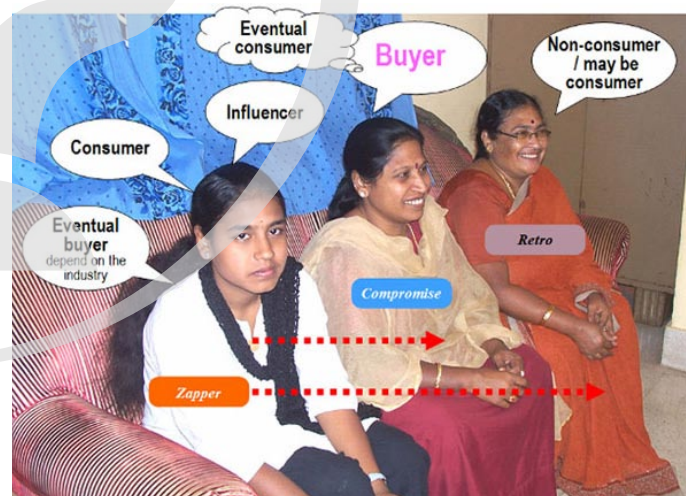 Eventual
consumer
Buyer
Non-consumer
/ may be
consumer
Influencer
Consumer
Eventual
buyer
depend on the
industry
Retro
Compromise
Zapper